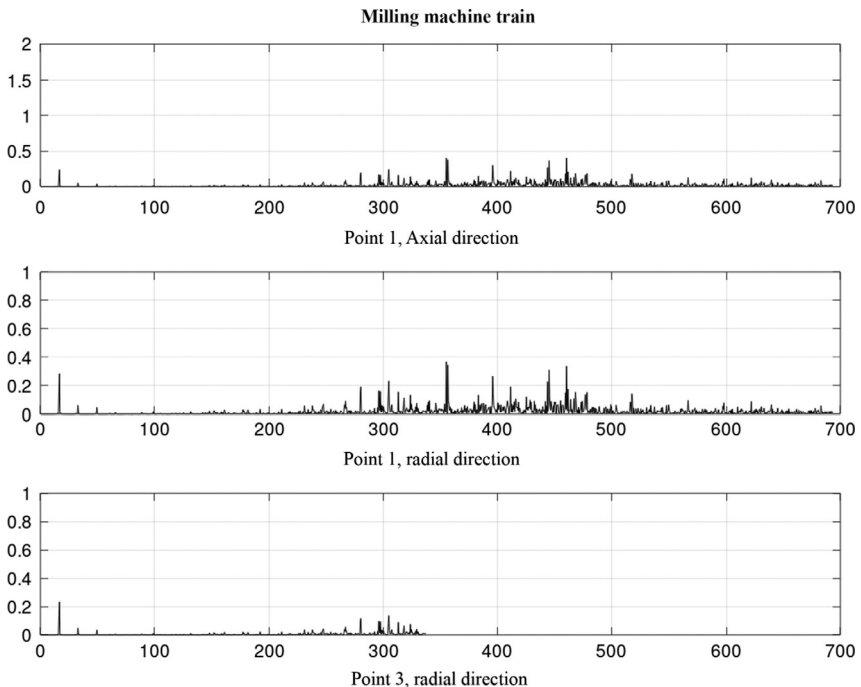 Milling machine train
2
1.5
1
0.5
0
0 100 200 300 400 500 600 700
Point 1, Axial direction
1
0.8
0.6
0.4
0.2
0
0 100 200 300 400 500 600 700
Point 1, radial direction
1
0.8
0.6
0.4
0.2
0
0 100 200 300 400 500 600 700
Point 3, radial direction